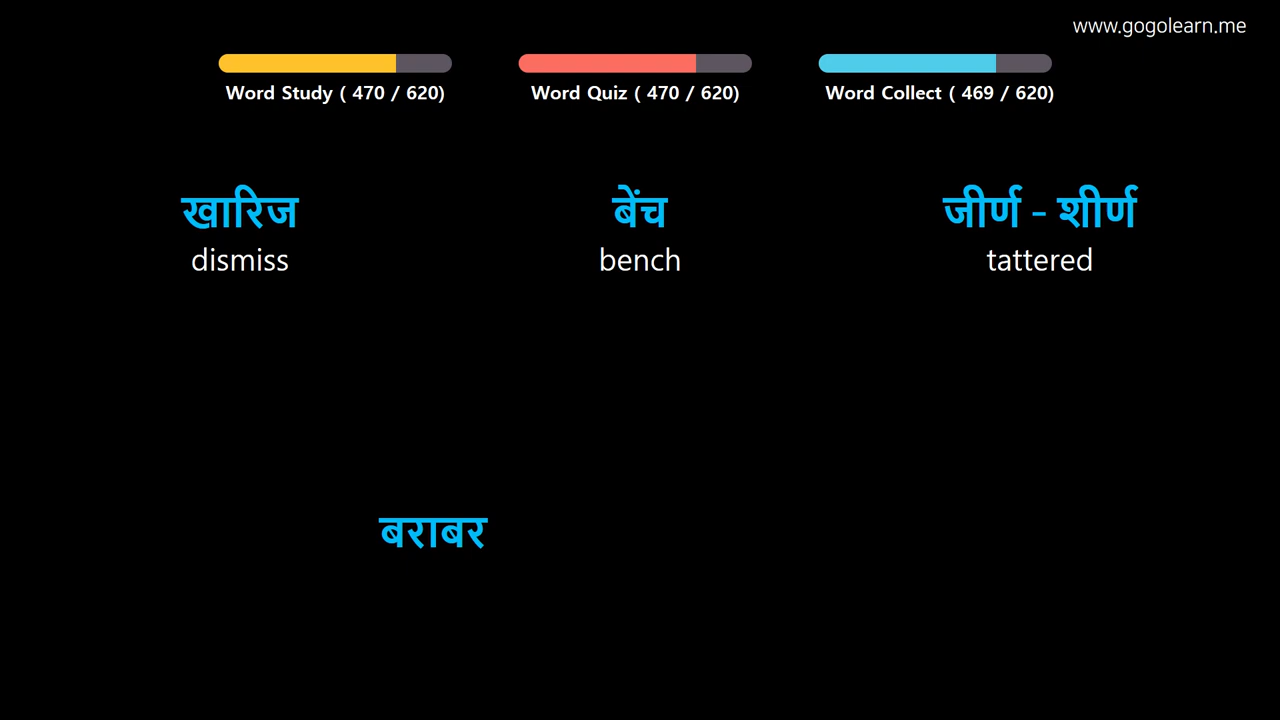 www.gogolearn.me
Word Study ( 470 / 620)
Word Quiz ( 470 / 620)
Word Collect ( 469 / 620)
खारिज
dismiss
बेंच
bench
जीर्ण - शीर्ण
tattered
बराबर